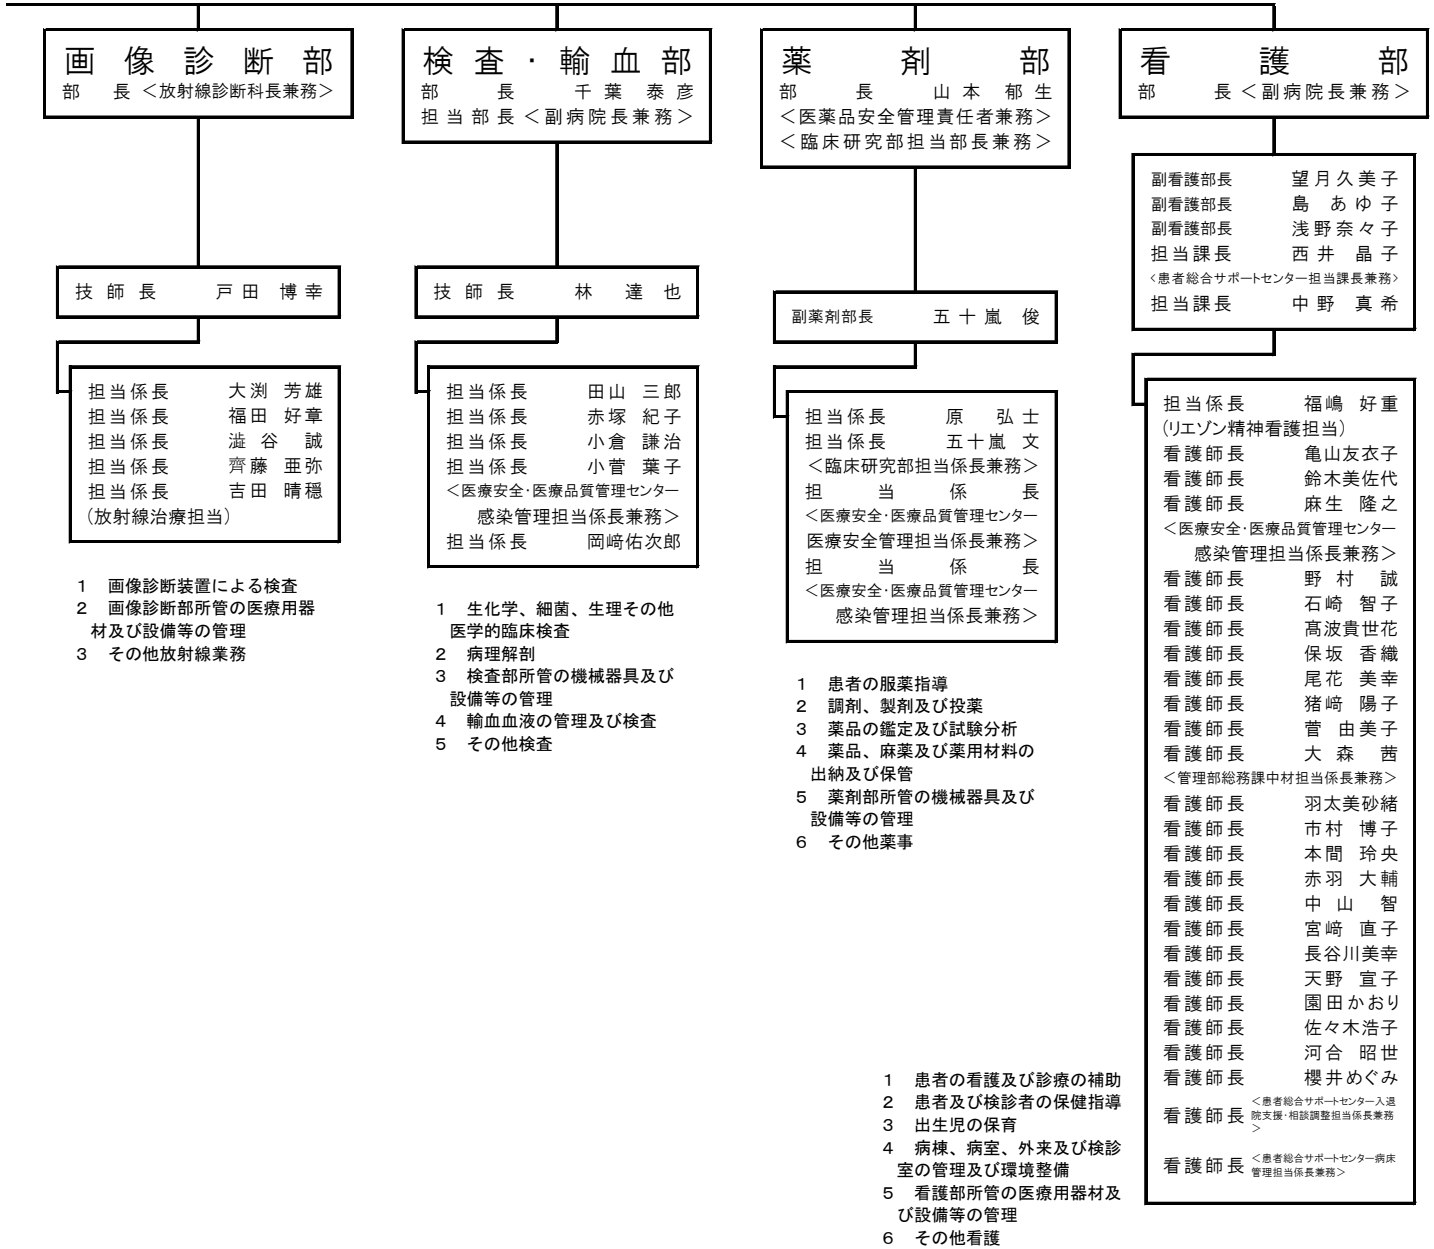 画像診断部
部長＜放射線診断科長兼務＞
技師長 戸田 博幸
担当係長 大渕 芳雄
担当係長 福田 好章
担当係長 澁谷 誠
担当係長 齊藤 亜弥
担当係長 吉田 晴穏
(放射線治療担当)
1 画像診断装置による検査
2 画像診断部所管の医療用器
材及び設備等の管理
3 その他放射線業務
検査・輸血部
部長 千葉 泰彦
担当部長＜副病院長兼務＞
技師長 林 達也
担当係長 田山 三郎
担当係長 赤塚 紀子
担当係長 小倉 謙治
担当係長 小菅 葉子
＜医療安全・医療品質管理センター
感染管理担当係長兼務＞
担当係長 岡﨑佑次郎
1 生化学、細菌、生理その他
医学的臨床検査
2 病理解剖
3 検査部所管の機械器具及び
設備等の管理
4 輸血血液の管理及び検査
5 その他検査
薬剤部
部長 山本 郁生
＜医薬品安全管理責任者兼務＞
＜臨床研究部担当部長兼務＞
副薬剤部長 五十嵐 俊
担当係長 原 弘士
担当係長 五十嵐 文
＜臨床研究部担当係長兼務＞
担当係長
＜医療安全・医療品質管理センター
医療安全管理担当係長兼務＞
担当係長
＜医療安全・医療品質管理センター
感染管理担当係長兼務＞
1 患者の服薬指導
2 調剤、製剤及び投薬
3 薬品の鑑定及び試験分析
4 薬品、麻薬及び薬用材料の
出納及び保管
5 薬剤部所管の機械器具及び
設備等の管理
6 その他薬事
看護部
部長＜副病院長兼務＞
副看護部長 望月久美子
副看護部長 島 あゆ子
副看護部長 浅野奈々子
担当課長 西井 晶子
<患者総合サポートセンター担当課長兼務>
担当課長 中野 真希
担当係長 福嶋 好重
(リエゾン精神看護担当)
看護師長 亀山友衣子
看護師長 鈴木美佐代
看護師長 麻生 隆之
＜医療安全・医療品質管理センター
感染管理担当係長兼務＞
看護師長 野村 誠
看護師長 石崎 智子
看護師長 髙波貴世花
看護師長 保坂 香織
看護師長 尾花 美幸
看護師長 猪﨑 陽子
看護師長 菅 由美子
看護師長 大森 茜
＜管理部総務課中材担当係長兼務＞
看護師長 羽太美砂緒
看護師長 市村 博子
看護師長 本間 玲央
看護師長 赤羽 大輔
看護師長 中山 智
看護師長 宮﨑 直子
看護師長 長谷川美幸
看護師長 天野 宣子
看護師長 園田かおり
看護師長 佐々木浩子
看護師長 河合 昭世
看護師長 櫻井めぐみ
看護師長 ＜患者総合サポートセンター入退
院支援・相談調整担当係長兼務
＞
看護師長 ＜患者総合サポートセンター病床
管理担当係長兼務＞
1 患者の看護及び診療の補助
2 患者及び検診者の保健指導
3 出生児の保育
4 病棟、病室、外来及び検診
室の管理及び環境整備
5 看護部所管の医療用器材及
び設備等の管理
6 その他看護